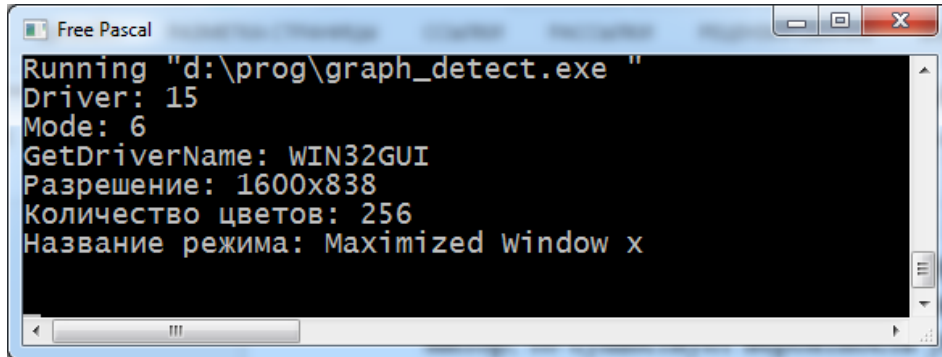 Free Pascal
Running "d:\prog\graph_detect.exe "
Driver: 15
Mode: 6
GetDriverName: WIN32GUI
Разрешение: 1600x838
Количество цветов: 256
Название режима: Maximized Window x